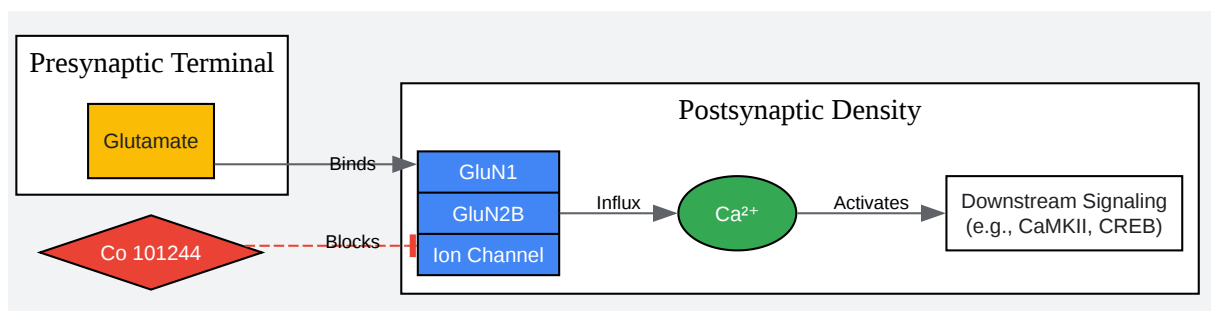 Presynaptic Terminal
Glutamate
Binds
Co 101244
Blocks
Postsynaptic Density
GluN1
GluN2B
Ion Channel
Influx
Ca²⁺
Activates
Downstream Signaling
(e.g., CaMKII, CREB)